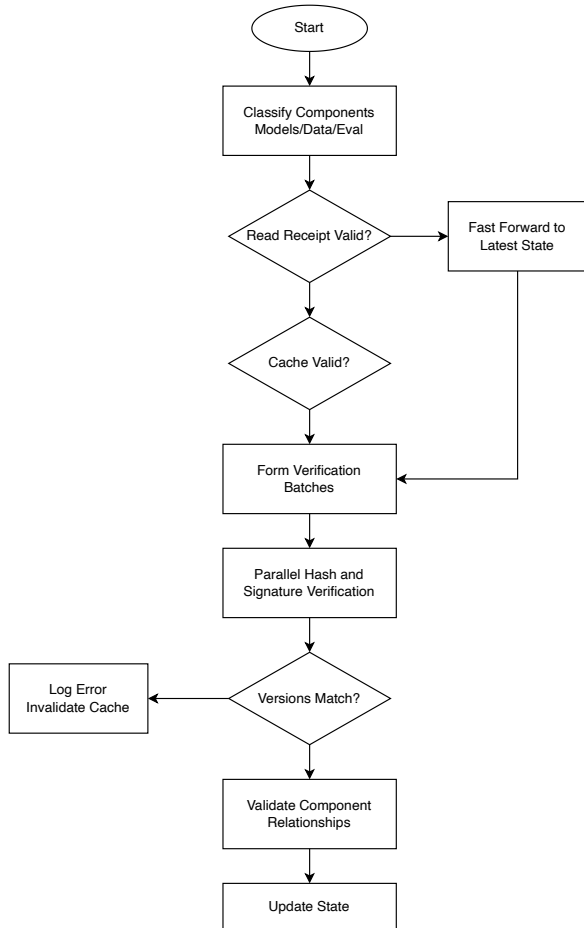 Start
Classify Components
Models/Data/Eval
Read Receipt Valid?
Fast Forward to
Latest State
Cache Valid?
Form Verification
Batches
Parallel Hash and
Signature Verification
Log Error
Invalidate Cache
Versions Match?
Validate Component
Relationships
Update State